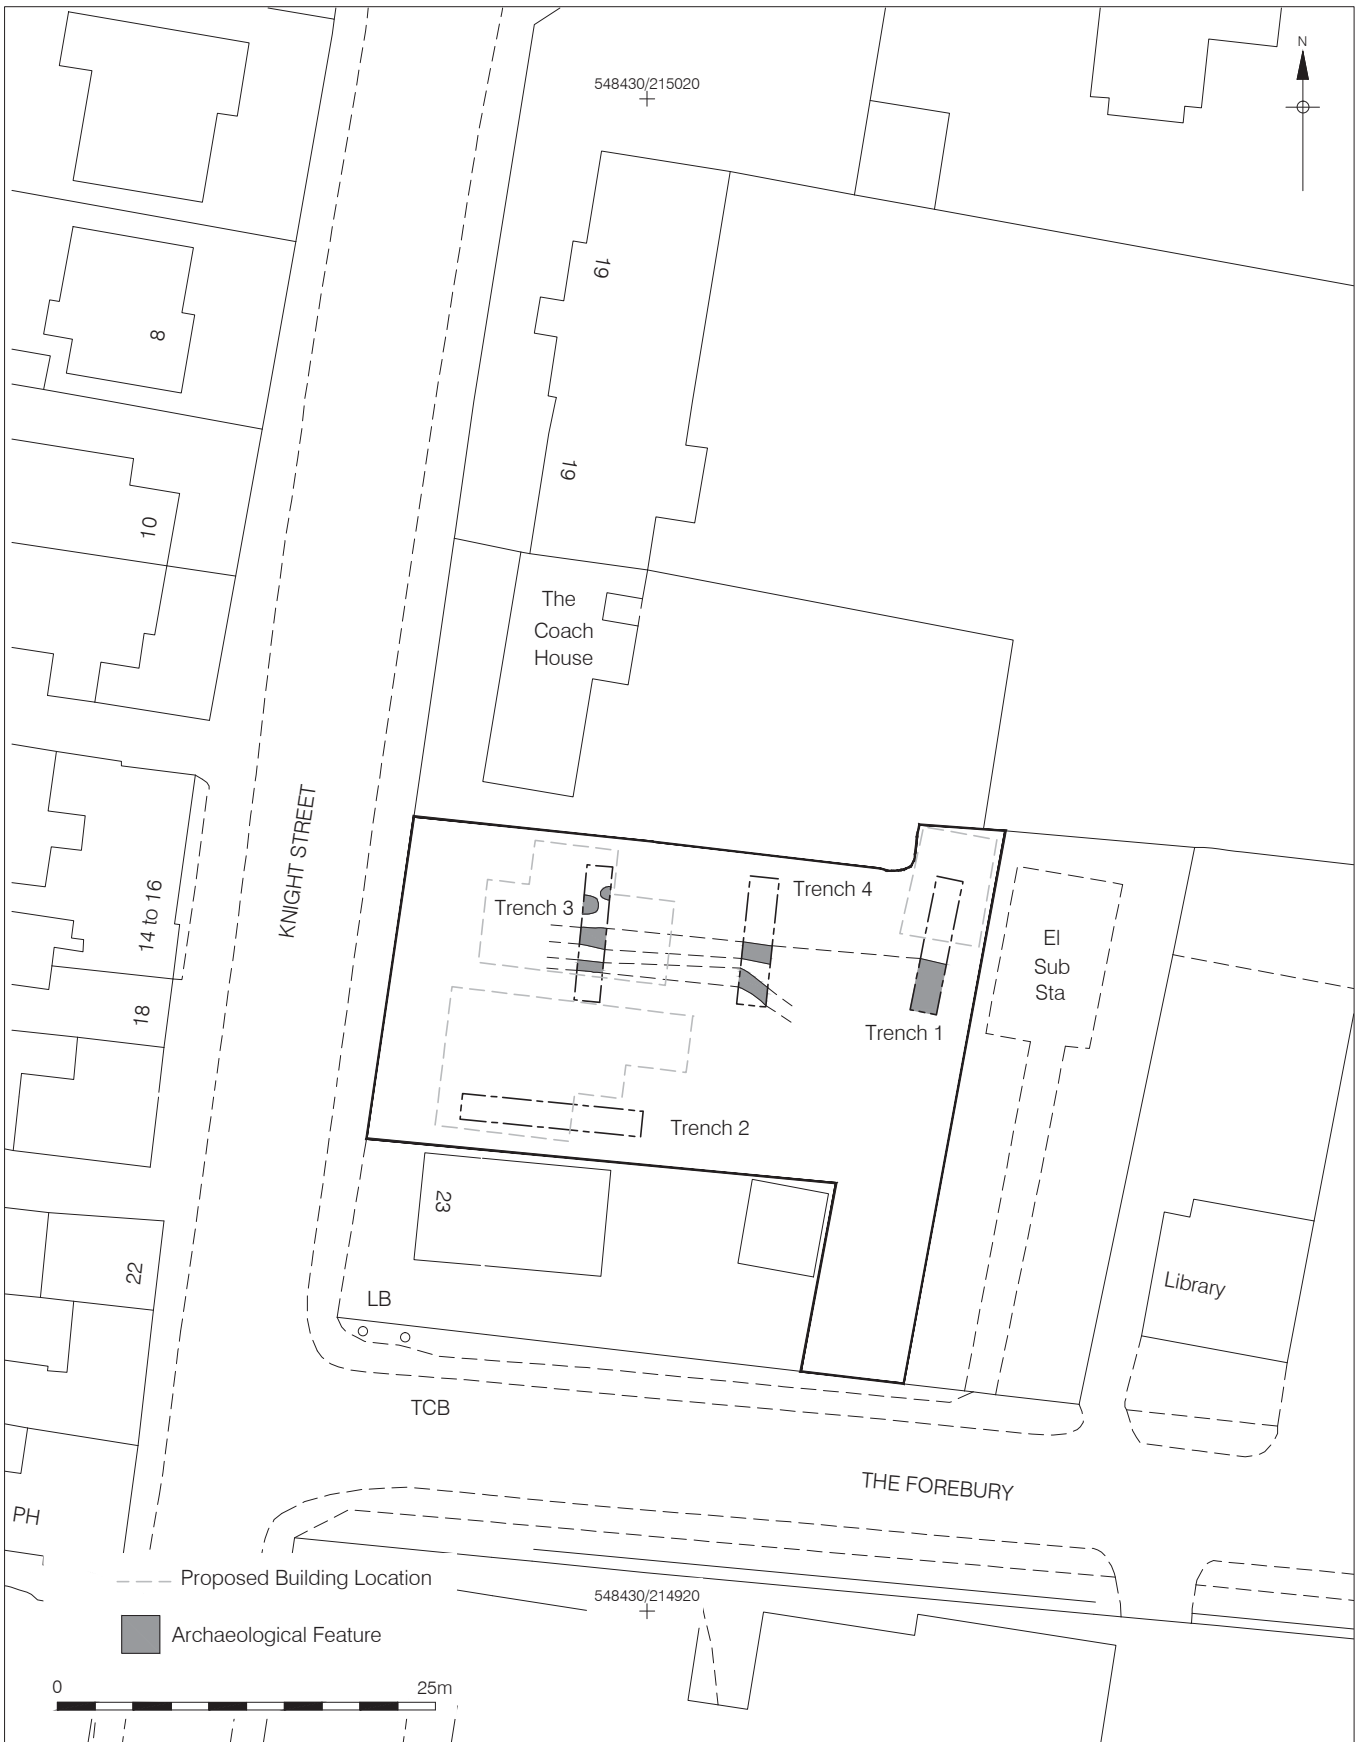 N
548430/215020
19
8
19
10
The
Coach
House
KNIGHT STREET
14 to 16
Trench 4
Trench 3
El
Sub
Sta
18
Trench 1
Trench 2
23
22
Library
LB
TCB
THE FOREBURY
PH
Proposed Building Location
548430/214920
Archaeological Feature
0 25m